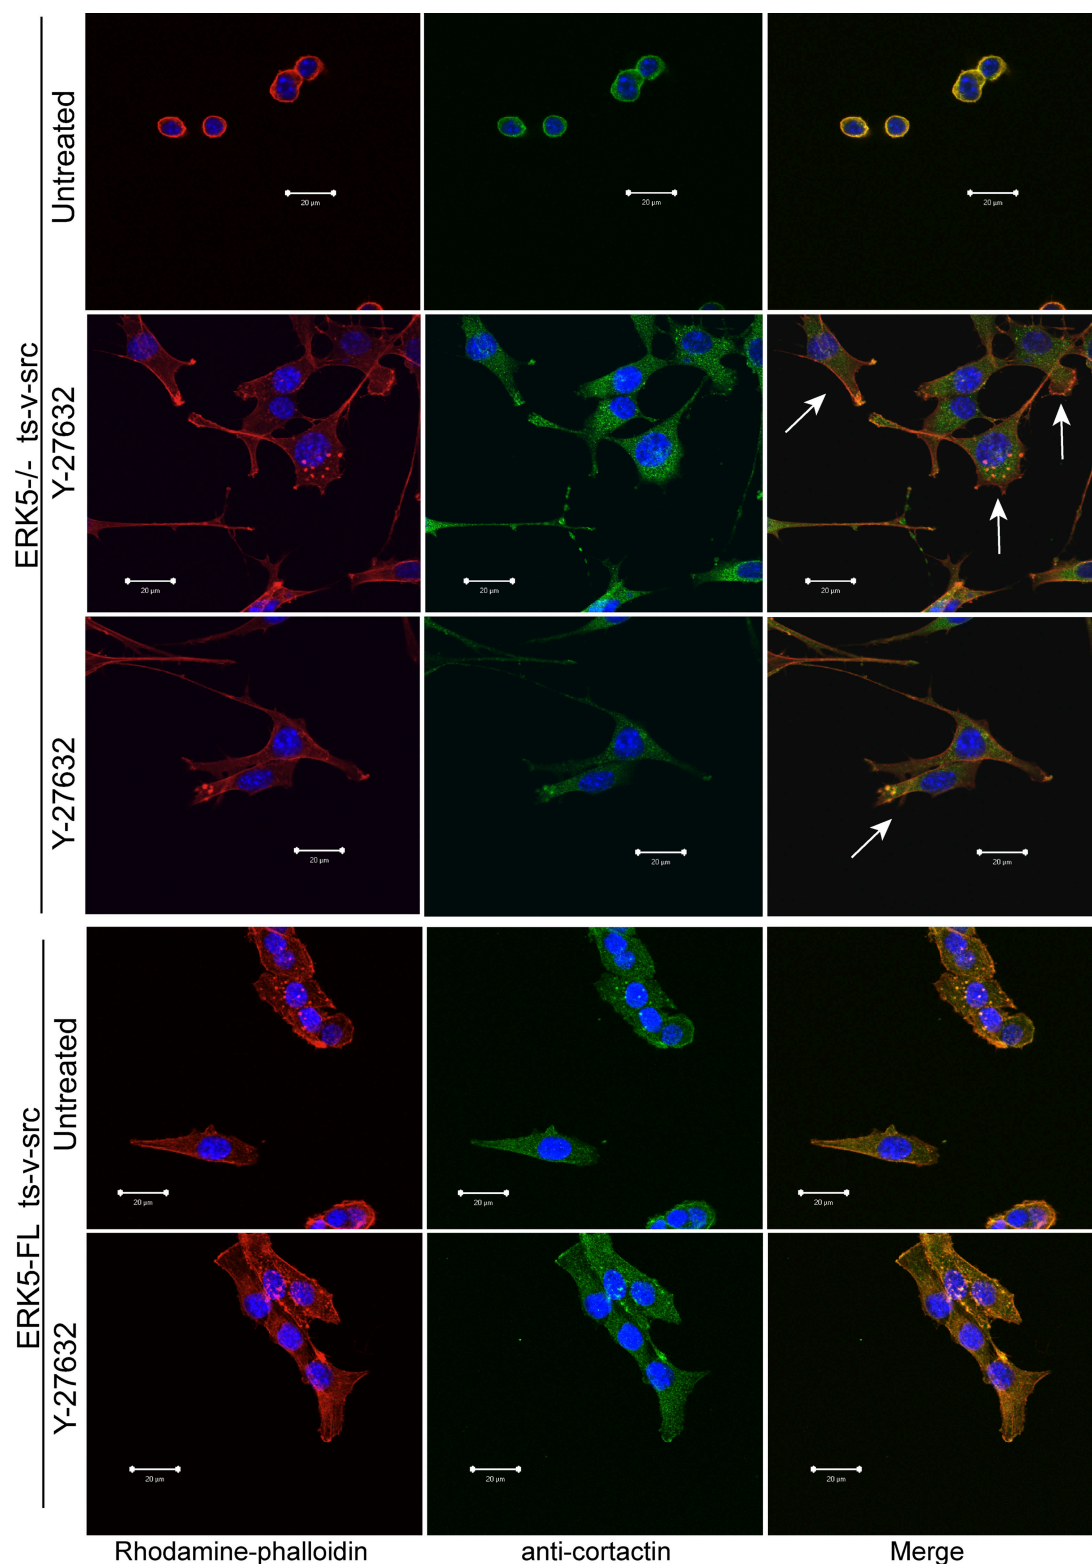 ERK5-/- ts-v-src
Untreated
20 µm
20 µm
20 µm
Y-27632
20 µm
20 µm
20 µm
Y-27632
20 µm
20 µm
20 µm
ERK5-FL ts-v-src
Untreated
20 µm
20 µm
20 µm
Y-27632
20 µm
20 µm
20 µm
Rhodamine-phalloidin anti-cortactin Merge